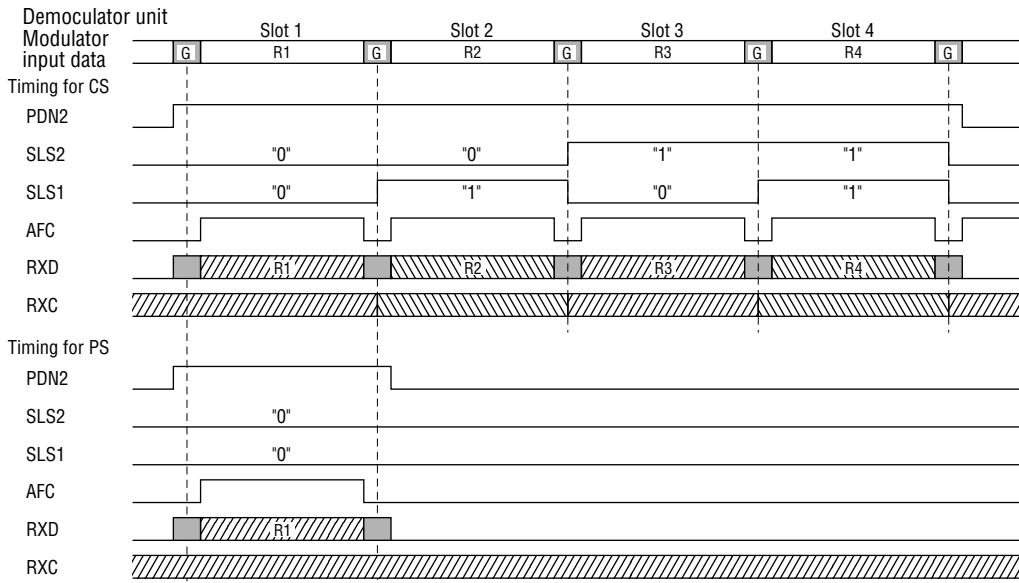 Democulator unit
Slot 1 Slot 2 Slot 3 Slot 4
Modulator
input data
G R1 G R2 G R3 G R4 G
Timing for CS
PDN2
SLS2 "0" "0" "1" "1"
SLS1 "0" "1" "0" "1"
AFC
RXD R1 R2 R3 R4
RXC
Timing for PS
PDN2
SLS2 "0"
SLS1 "0"
AFC
RXD R1
RXC